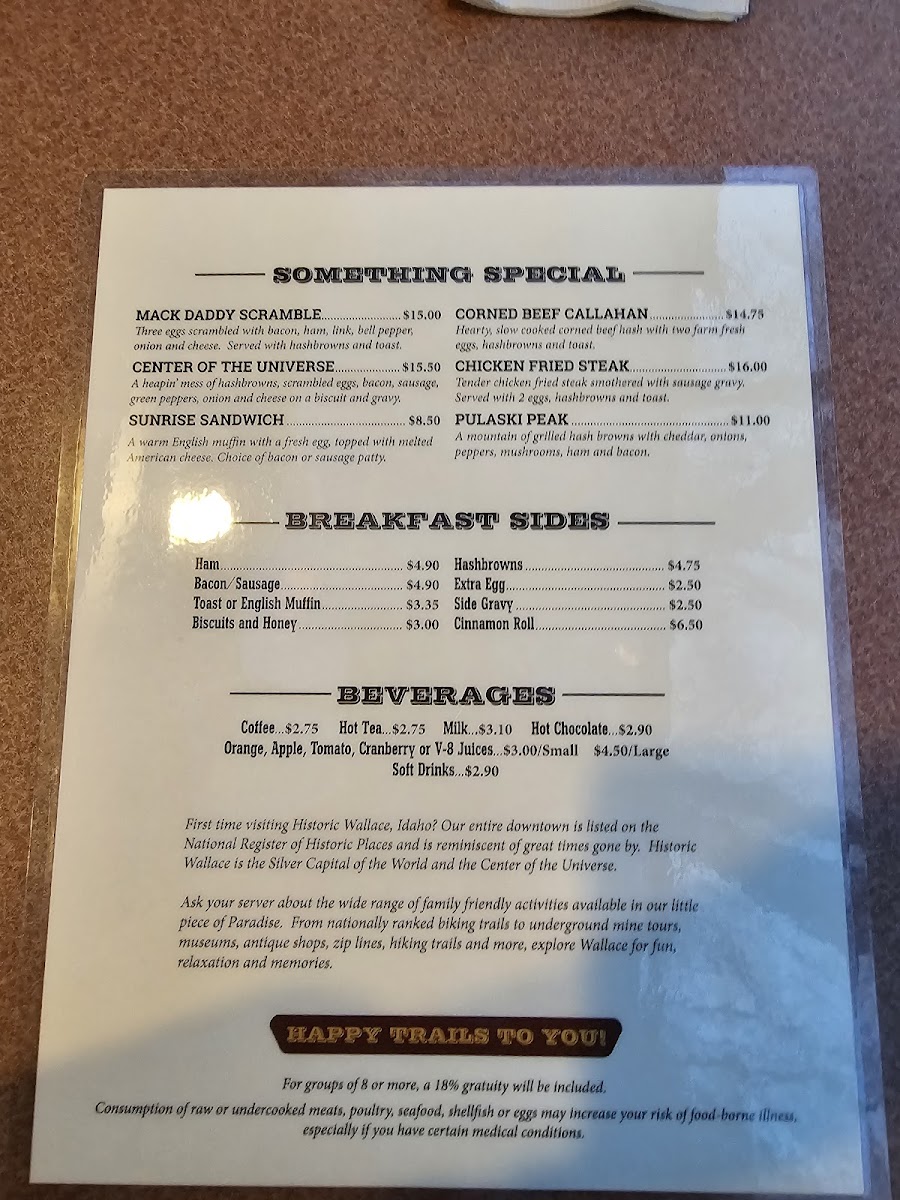 SOMETHING SPECIAL
MACK DADDY SCRAMBLE..................$15.00
Three eggs scrambled with bacon, ham, link, bell pepper,
onion and cheese. Served with hashbrowns and toast.
CENTER OF THE UNIVERSE...............$15.50
A heapin' mess of hashbrowns, scrambled eggs, bacon, sausage,
green peppers, onion and cheese on a biscuit and gravy.
SUNRISE SANDWICH............................$8.50
A warm English muffin with a fresh egg, topped with melted
American cheese. Choice of bacon or sausage patty.
CORNED BEEF CALLAHAN....................$14.75
Hearty, slow cooked corned beef hash with two farm fresh
eggs, hashbrowns and toast.
CHICKEN FRIED STEAK........................$16.00
Tender chicken fried steak smothered with sausage gravy.
Served with 2 eggs, hashbrowns and toast.
PULASKI PEAK.......................................$11.00
A mountain of grilled hash browns with cheddar, onions,
peppers, mushrooms, ham and bacon.
BREAKFAST SIDES
Ham.............................................$4.90
Bacon/Sausage..............................$4.90
Toast or English Muffin....................$3.35
Biscuits and Honey.........................$3.00
Hashbrowns...................................$4.75
Extra Egg.......................................$2.50
Side Gravy.....................................$2.50
Cinnamon Roll................................$6.50
BEVERAGES
Coffee...$2.75 Hot Tea...$2.75 Milk...$3.10 Hot Chocolate...$2.90
Orange, Apple, Tomato, Cranberry or V-8 Juices...$3.00/Small $4.50/Large
Soft Drinks...$2.90
First time visiting Historic Wallace, Idaho? Our entire downtown is listed on the
National Register of Historic Places and is reminiscent of great times gone by. Historic
Wallace is the Silver Capital of the World and the Center of the Universe.
Ask your server about the wide range of family friendly activities available in our little
piece of Paradise. From nationally ranked biking trails to underground mine tours,
museums, antique shops, zip lines, hiking trails and more, explore Wallace for fun,
relaxation and memories.
HAPPY TRAILS TO YOU!
For groups of 8 or more, a 18% gratuity will be included.
Consumption of raw or undercooked meats, poultry, seafood, shellfish or eggs may increase your risk of food-borne illness,
especially if you have certain medical conditions.